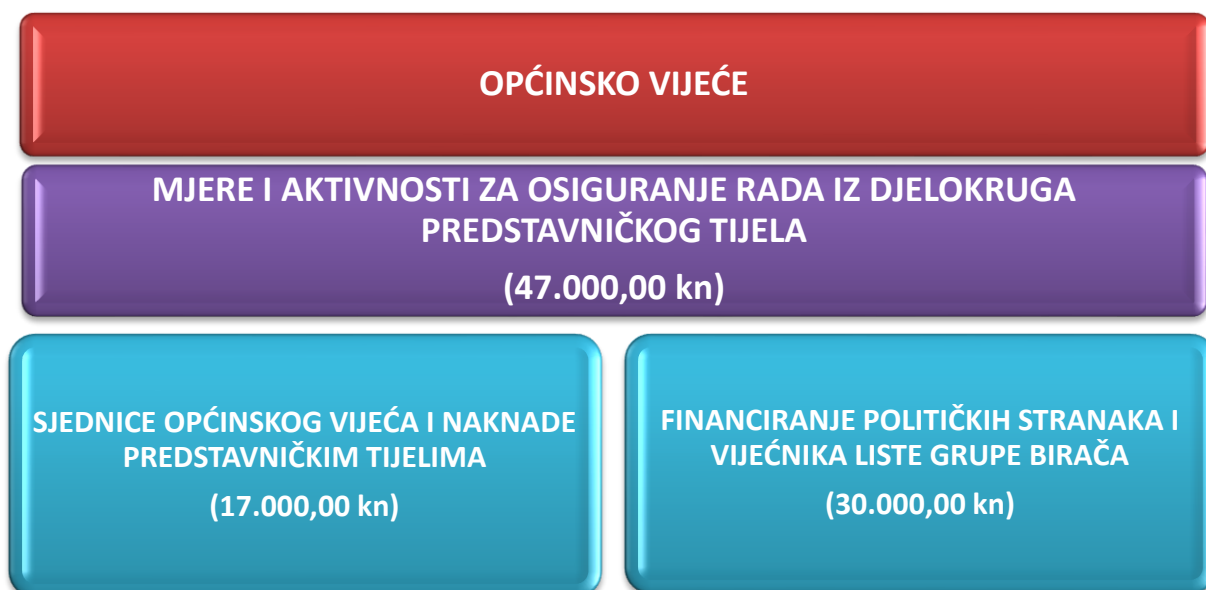 OPĆINSKO VIJEĆE
MJERE I AKTIVNOSTI ZA OSIGURANJE RADA IZ DJELOKRUGA
PREDSTAVNIČKOG TIJELA
(47.000,00 kn)
SJEDNICE OPĆINSKOG VIJEĆA I NAKNADE
PREDSTAVNIČKIM TIJELIMA
(17.000,00 kn)
FINANCIRANJE POLITIČKIH STRANAKA I
VIJEĆNIKA LISTE GRUPE BIRAČA
(30.000,00 kn)